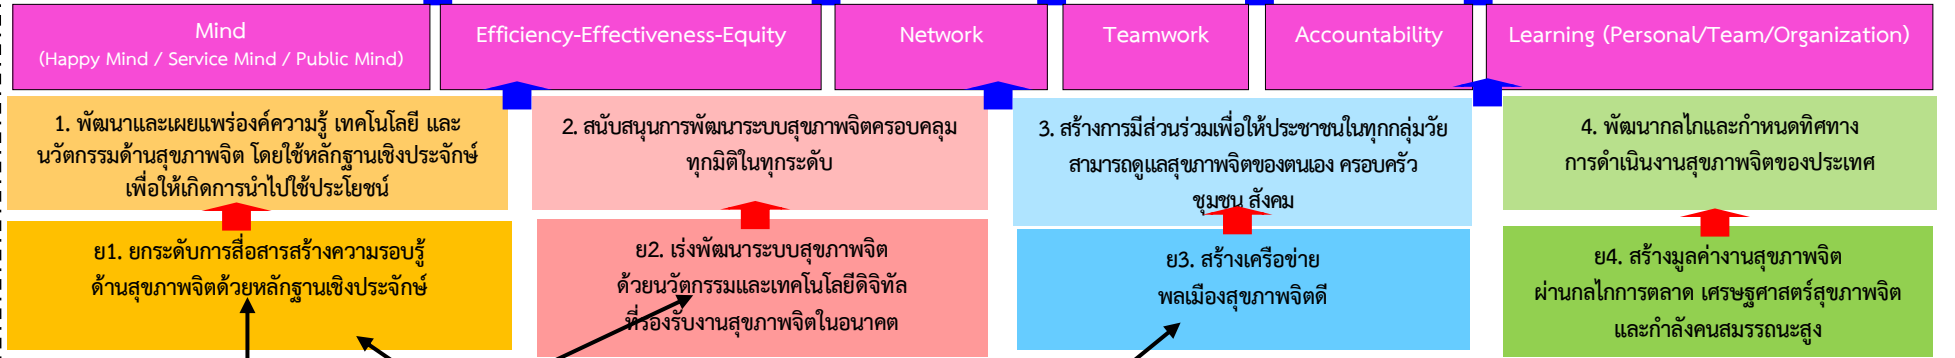 Mind
(Happy Mind / Service Mind / Public Mind)
Efficiency-Effectiveness-Equity
Network
Teamwork
Accountability
Learning (Personal/Team/Organization)
1. พัฒนาและเผยแพร่องค์ความรู้ เทคโนโลยี และ
นวัตกรรมด้านสุขภาพจิต โดยใช้หลักฐานเชิงประจักษ์
เพื่อให้เกิดการนำไปใช้ประโยชน์
2. สนับสนุนการพัฒนาระบบสุขภาพจิตครอบคลุม
ทุกมิติในทุกระดับ
3. สร้างการมีส่วนร่วมเพื่อให้ประชาชนในทุกกลุ่มวัย
สามารถดูแลสุขภาพจิตของตนเอง ครอบครัว
ชุมชน สังคม
4. พัฒนากลไกและกำหนดทิศทาง
การดำเนินงานสุขภาพจิตของประเทศ
ย1. ยกระดับการสื่อสารสร้างความรอบรู้
ด้านสุขภาพจิตด้วยหลักฐานเชิงประจักษ์
ย2. เร่งพัฒนาระบบสุขภาพจิต
ด้วยนวัตกรรมและเทคโนโลยีดิจิทัล
ที่รองรับงานสุขภาพจิตในอนาคต
ย3. สร้างเครือข่าย
พลเมืองสุขภาพจิตดี
ย4. สร้างมูลค่างานสุขภาพจิต
ผ่านกลไกการตลาด เศรษฐศาสตร์สุขภาพจิต
และกำลังคนสมรรถนะสูง